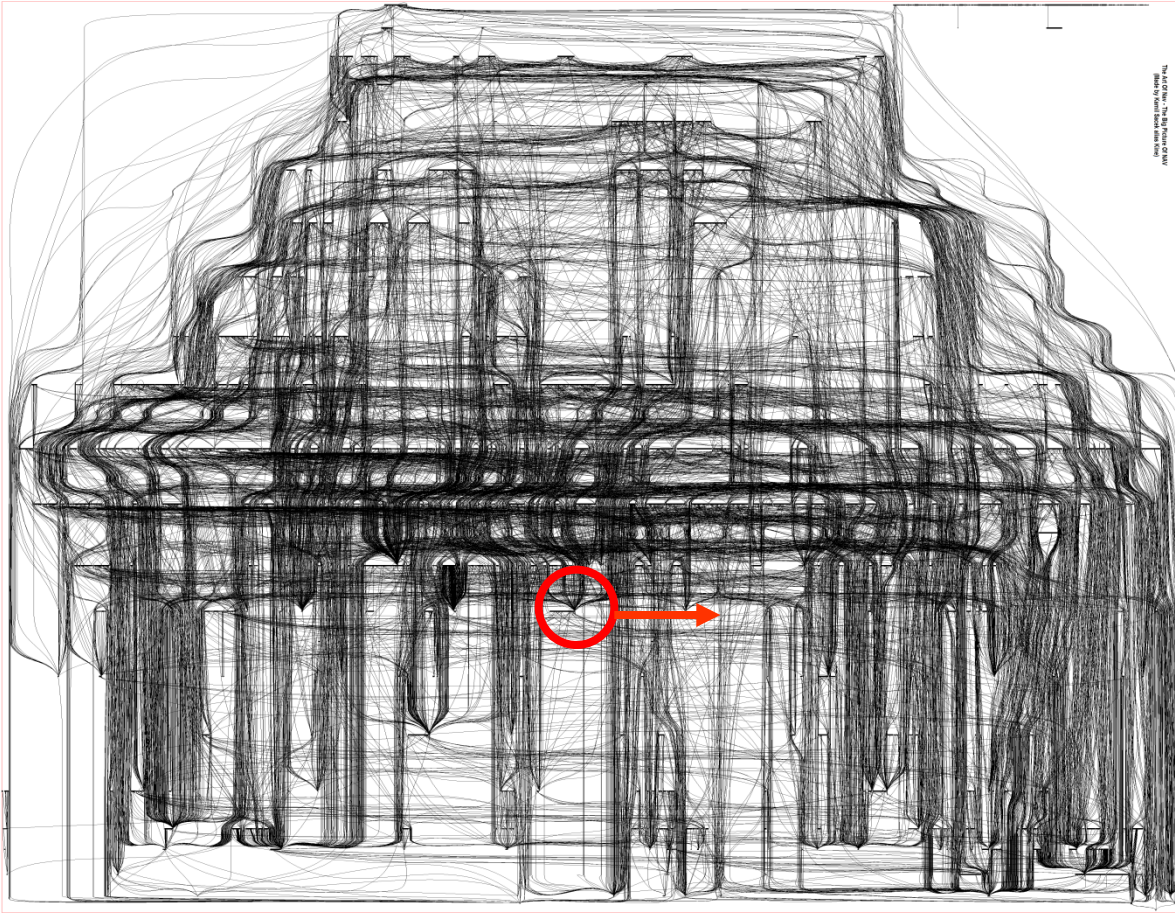 The Art Of Nav - The Big Picture Of NAV
(Made by Kamil Sacek alias Kine)